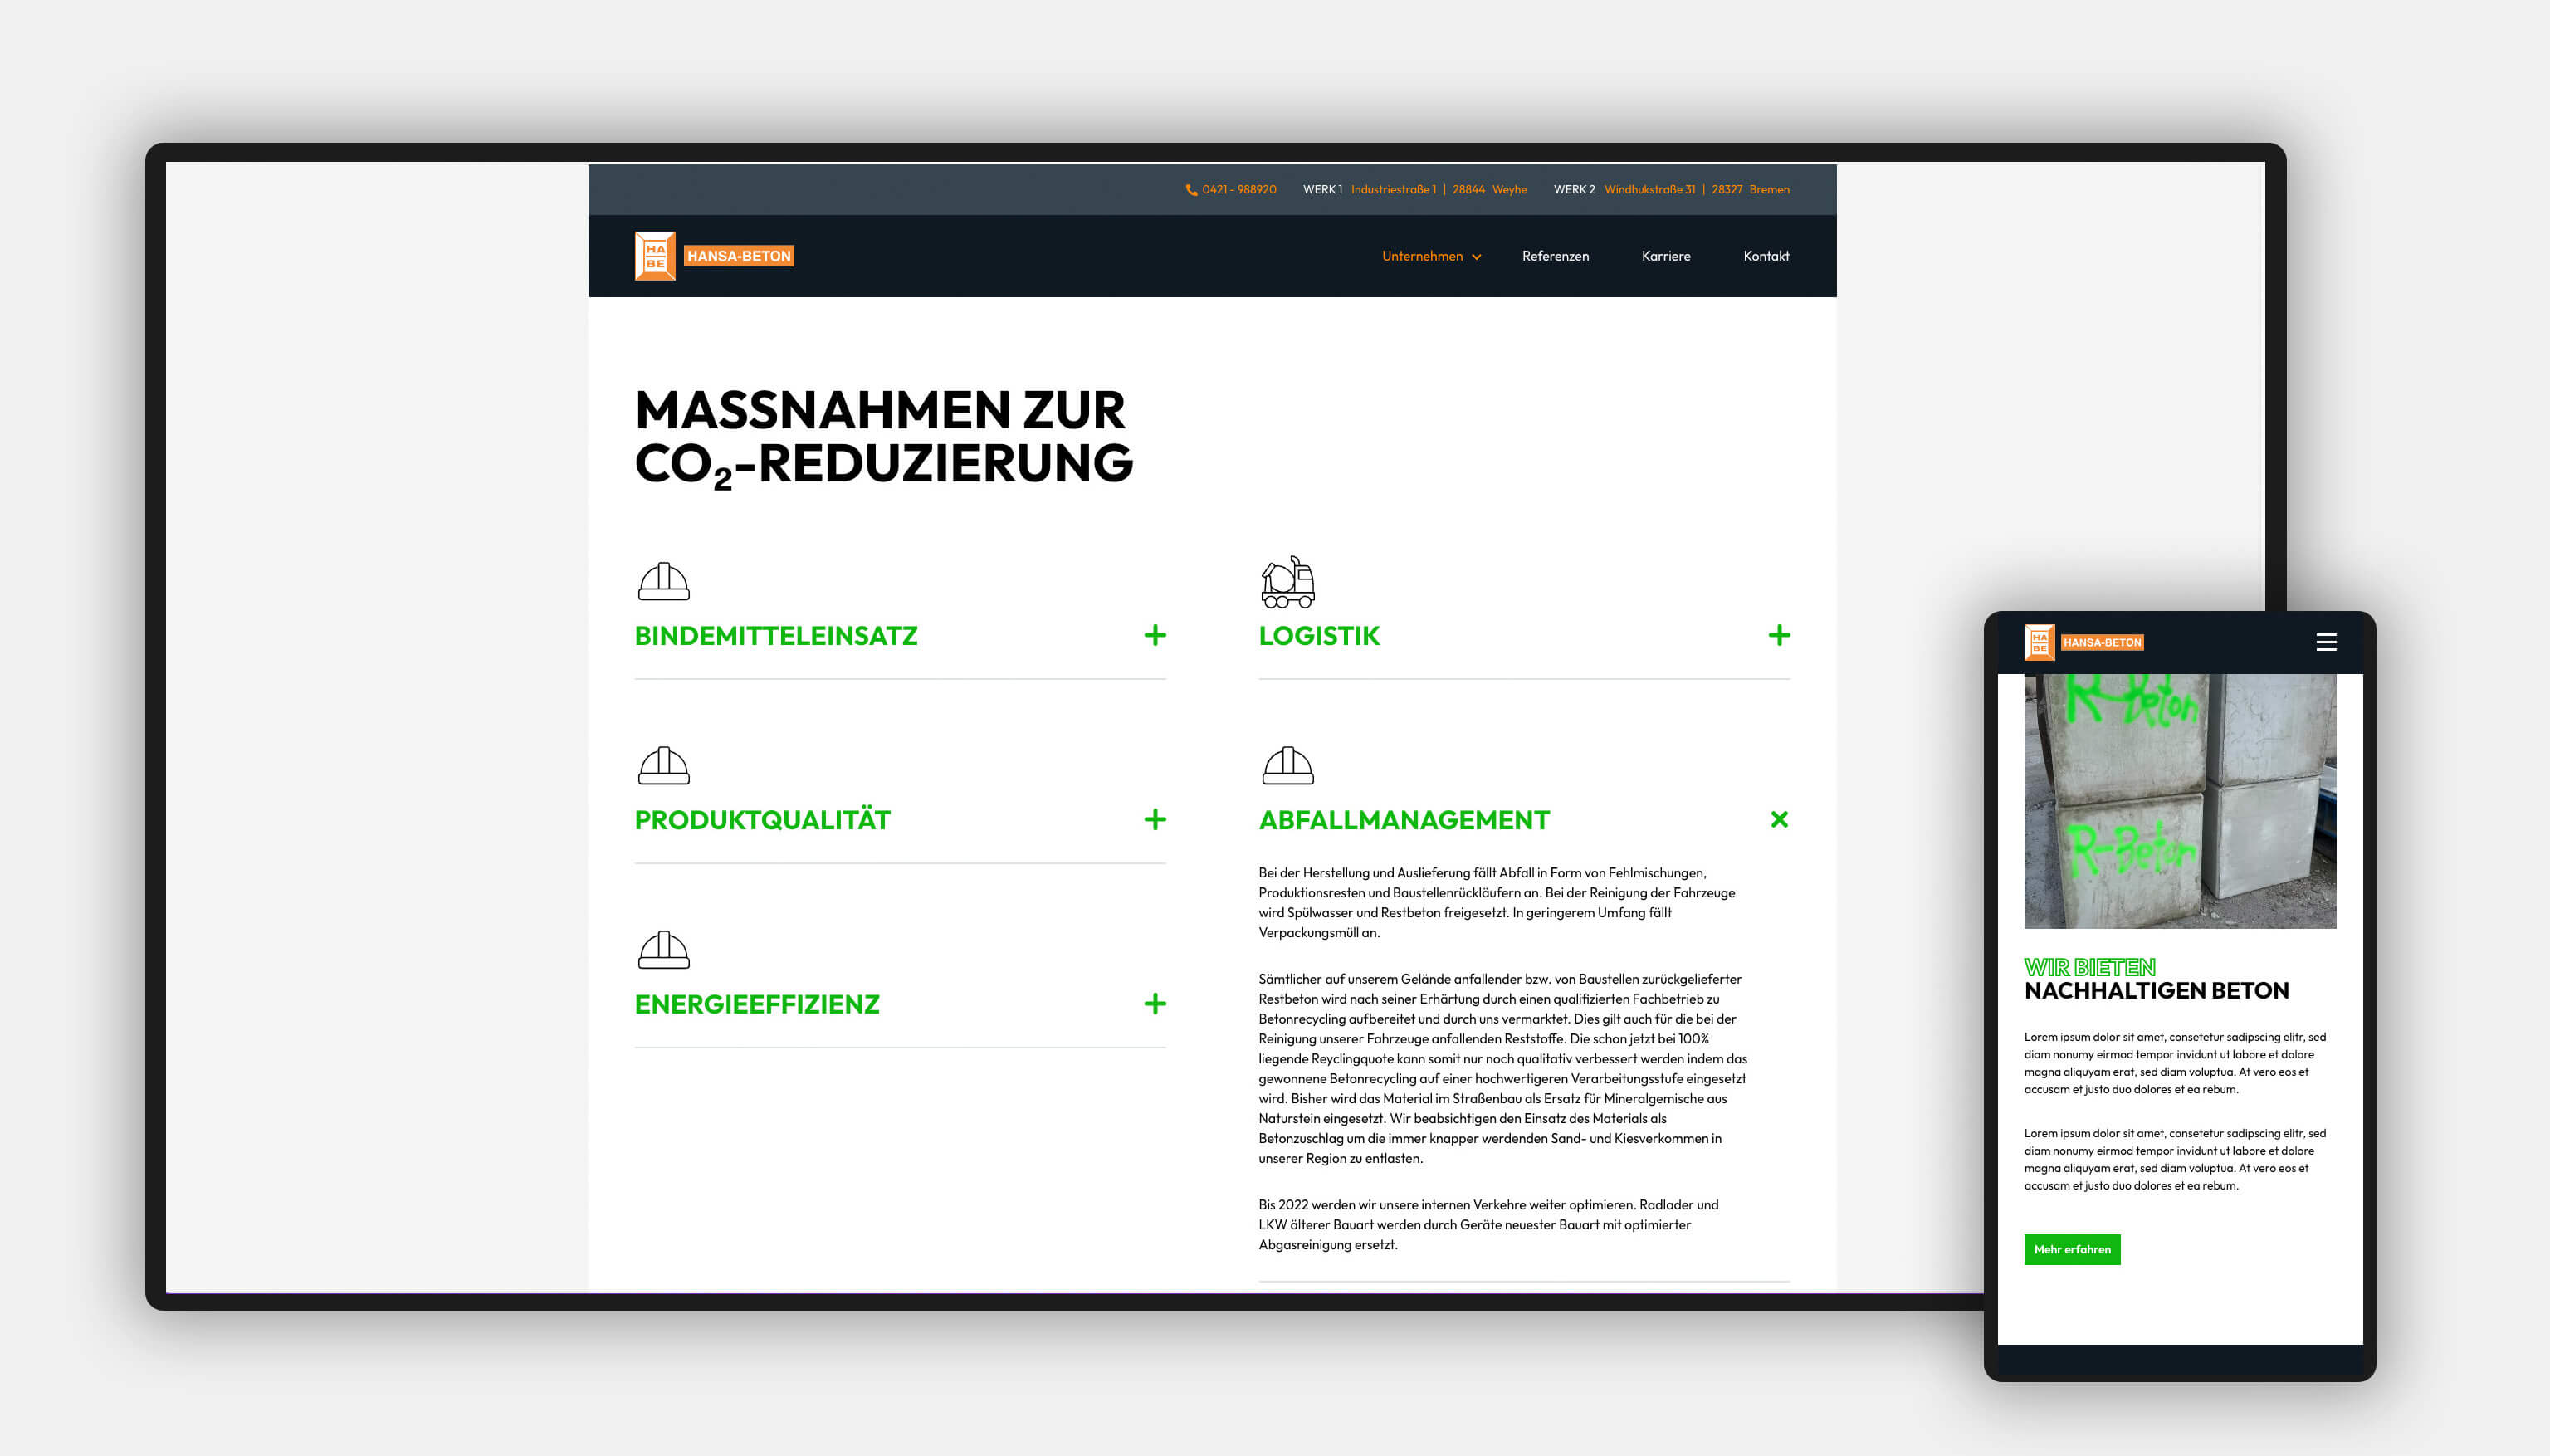 0421 - 988920 WERK 1 Industriestraße 1 | 28844 Weyhe WERK 2 Windhukstraße 31 | 28327 Bremen
HA
BE
HANSA-BETON
Unternehmen Referenzen Karriere Kontakt
MASSNAHMEN ZUR
CO₂-REDUZIERUNG
BINDEMITTELEINSATZ
PRODUKTQUALITÄT
ENERGIEEFFIZIENZ
LOGISTIK
ABFALLMANAGEMENT
Bei der Herstellung und Auslieferung fällt Abfall in Form von Fehlmischungen,
Produktionsresten und Baustellenrückläufern an. Bei der Reinigung der Fahrzeuge
wird Spülwasser und Restbeton freigesetzt. In geringerem Umfang fällt
Verpackungsmüll an.
Sämtlicher auf unserem Gelände anfallender bzw. von Baustellen zurückgelieferter
Restbeton wird nach seiner Erhärtung durch einen qualifizierten Fachbetrieb zu
Betonrecycling aufbereitet und durch uns vermarktet. Dies gilt auch für die bei der
Reinigung unserer Fahrzeuge anfallenden Reststoffe. Die schon jetzt bei 100%
liegende Reyclingquote kann somit nur noch qualitativ verbessert werden indem das
gewonnene Betonrecycling auf einer hochwertigeren Verarbeitungsstufe eingesetzt
wird. Bisher wird das Material im Straßenbau als Ersatz für Mineralgemische aus
Naturstein eingesetzt. Wir beabsichtigen den Einsatz des Materials als
Betonzuschlag um die immer knapper werdenden Sand- und Kiesverkommen in
unserer Region zu entlasten.
Bis 2022 werden wir unsere internen Verkehre weiter optimieren. Radlader und
LKW älterer Bauart werden durch Geräte neuester Bauart mit optimierter
Abgasreinigung ersetzt.
HA
BE
HANSA-BETON
R-Beton
R-Beton
WIR BIETEN
NACHHALTIGEN BETON
Lorem ipsum dolor sit amet, consetetur sadipscing elitr, sed
diam nonumy eirmod tempor invidunt ut labore et dolore
magna aliquyam erat, sed diam voluptua. At vero eos et
accusam et justo duo dolores et ea rebum.
Lorem ipsum dolor sit amet, consetetur sadipscing elitr, sed
diam nonumy eirmod tempor invidunt ut labore et dolore
magna aliquyam erat, sed diam voluptua. At vero eos et
accusam et justo duo dolores et ea rebum.
Mehr erfahren